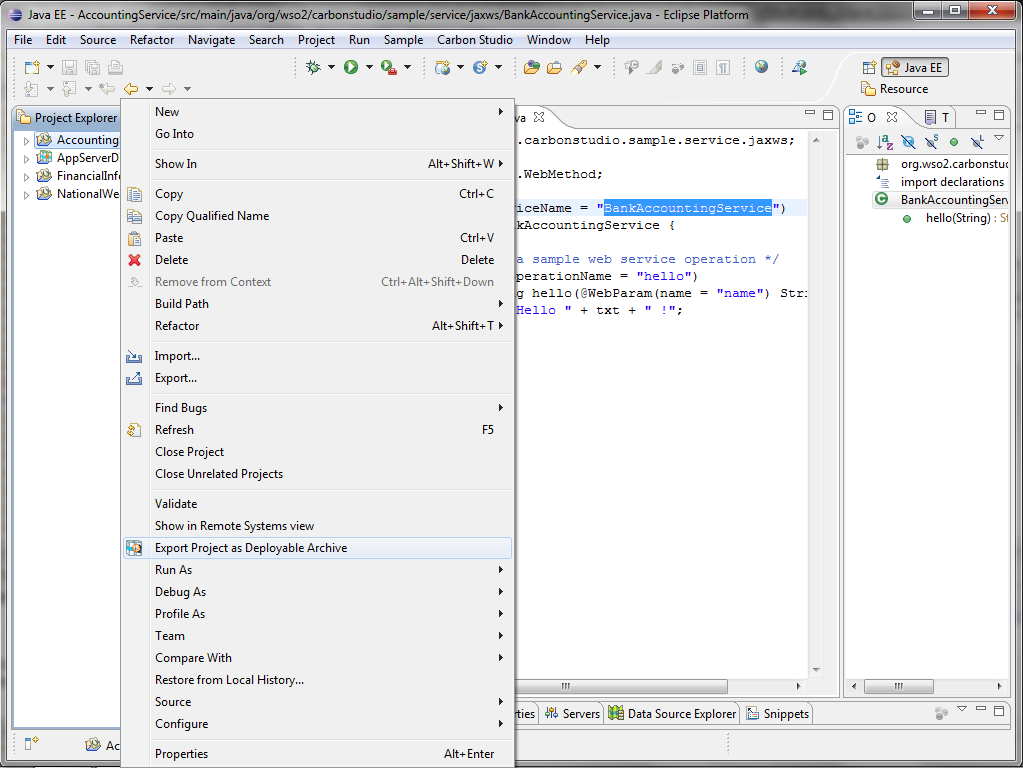 Java EE - AccountingService/src/main/java/org/wso2/carbonstudio/sample/service/jaxws/BankAccountingService.java - Eclipse Platform
File Edit Source Refactor Navigate Search Project Run Sample Carbon Studio Window Help
Java EE
Resource
Project Explorer
Accounting
AppServerD
FinancialInfo
NationalWe
New
Go Into
Show In Alt+Shift+W
Copy Ctrl+C
Copy Qualified Name
Paste Ctrl+V
Delete Delete
Remove from Context Ctrl+Alt+Shift+Down
Build Path
Refactor Alt+Shift+T
Import...
Export...
Find Bugs
Refresh F5
Close Project
Close Unrelated Projects
Validate
Show in Remote Systems view
Export Project as Deployable Archive
Run As
Debug As
Profile As
Team
Compare With
Restore from Local History...
Source
Configure
Properties Alt+Enter
va
.carbonstudio.sample.service.jaxws;
.WebMethod;
viceName = "BankAccountingService")
kAccountingService {
a sample web service operation */
perationName = "hello")
g hello(@WebParam(name = "name") Stri
Hello " + txt + " !";
O T
org.wso2.carbonstu
import declarations
BankAccountingServ
hello(String) : St
ties Servers Data Source Explorer Snippets
Ac